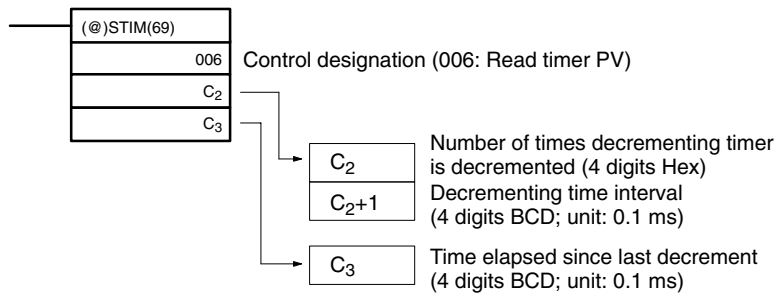 (@)STIM(69)
006 Control designation (006: Read timer PV)
C2
C3
C2 Number of times decrementing timer
is decremented (4 digits Hex)
C2+1 Decrementing time interval
(4 digits BCD; unit: 0.1 ms)
C3 Time elapsed since last decrement
(4 digits BCD; unit: 0.1 ms)